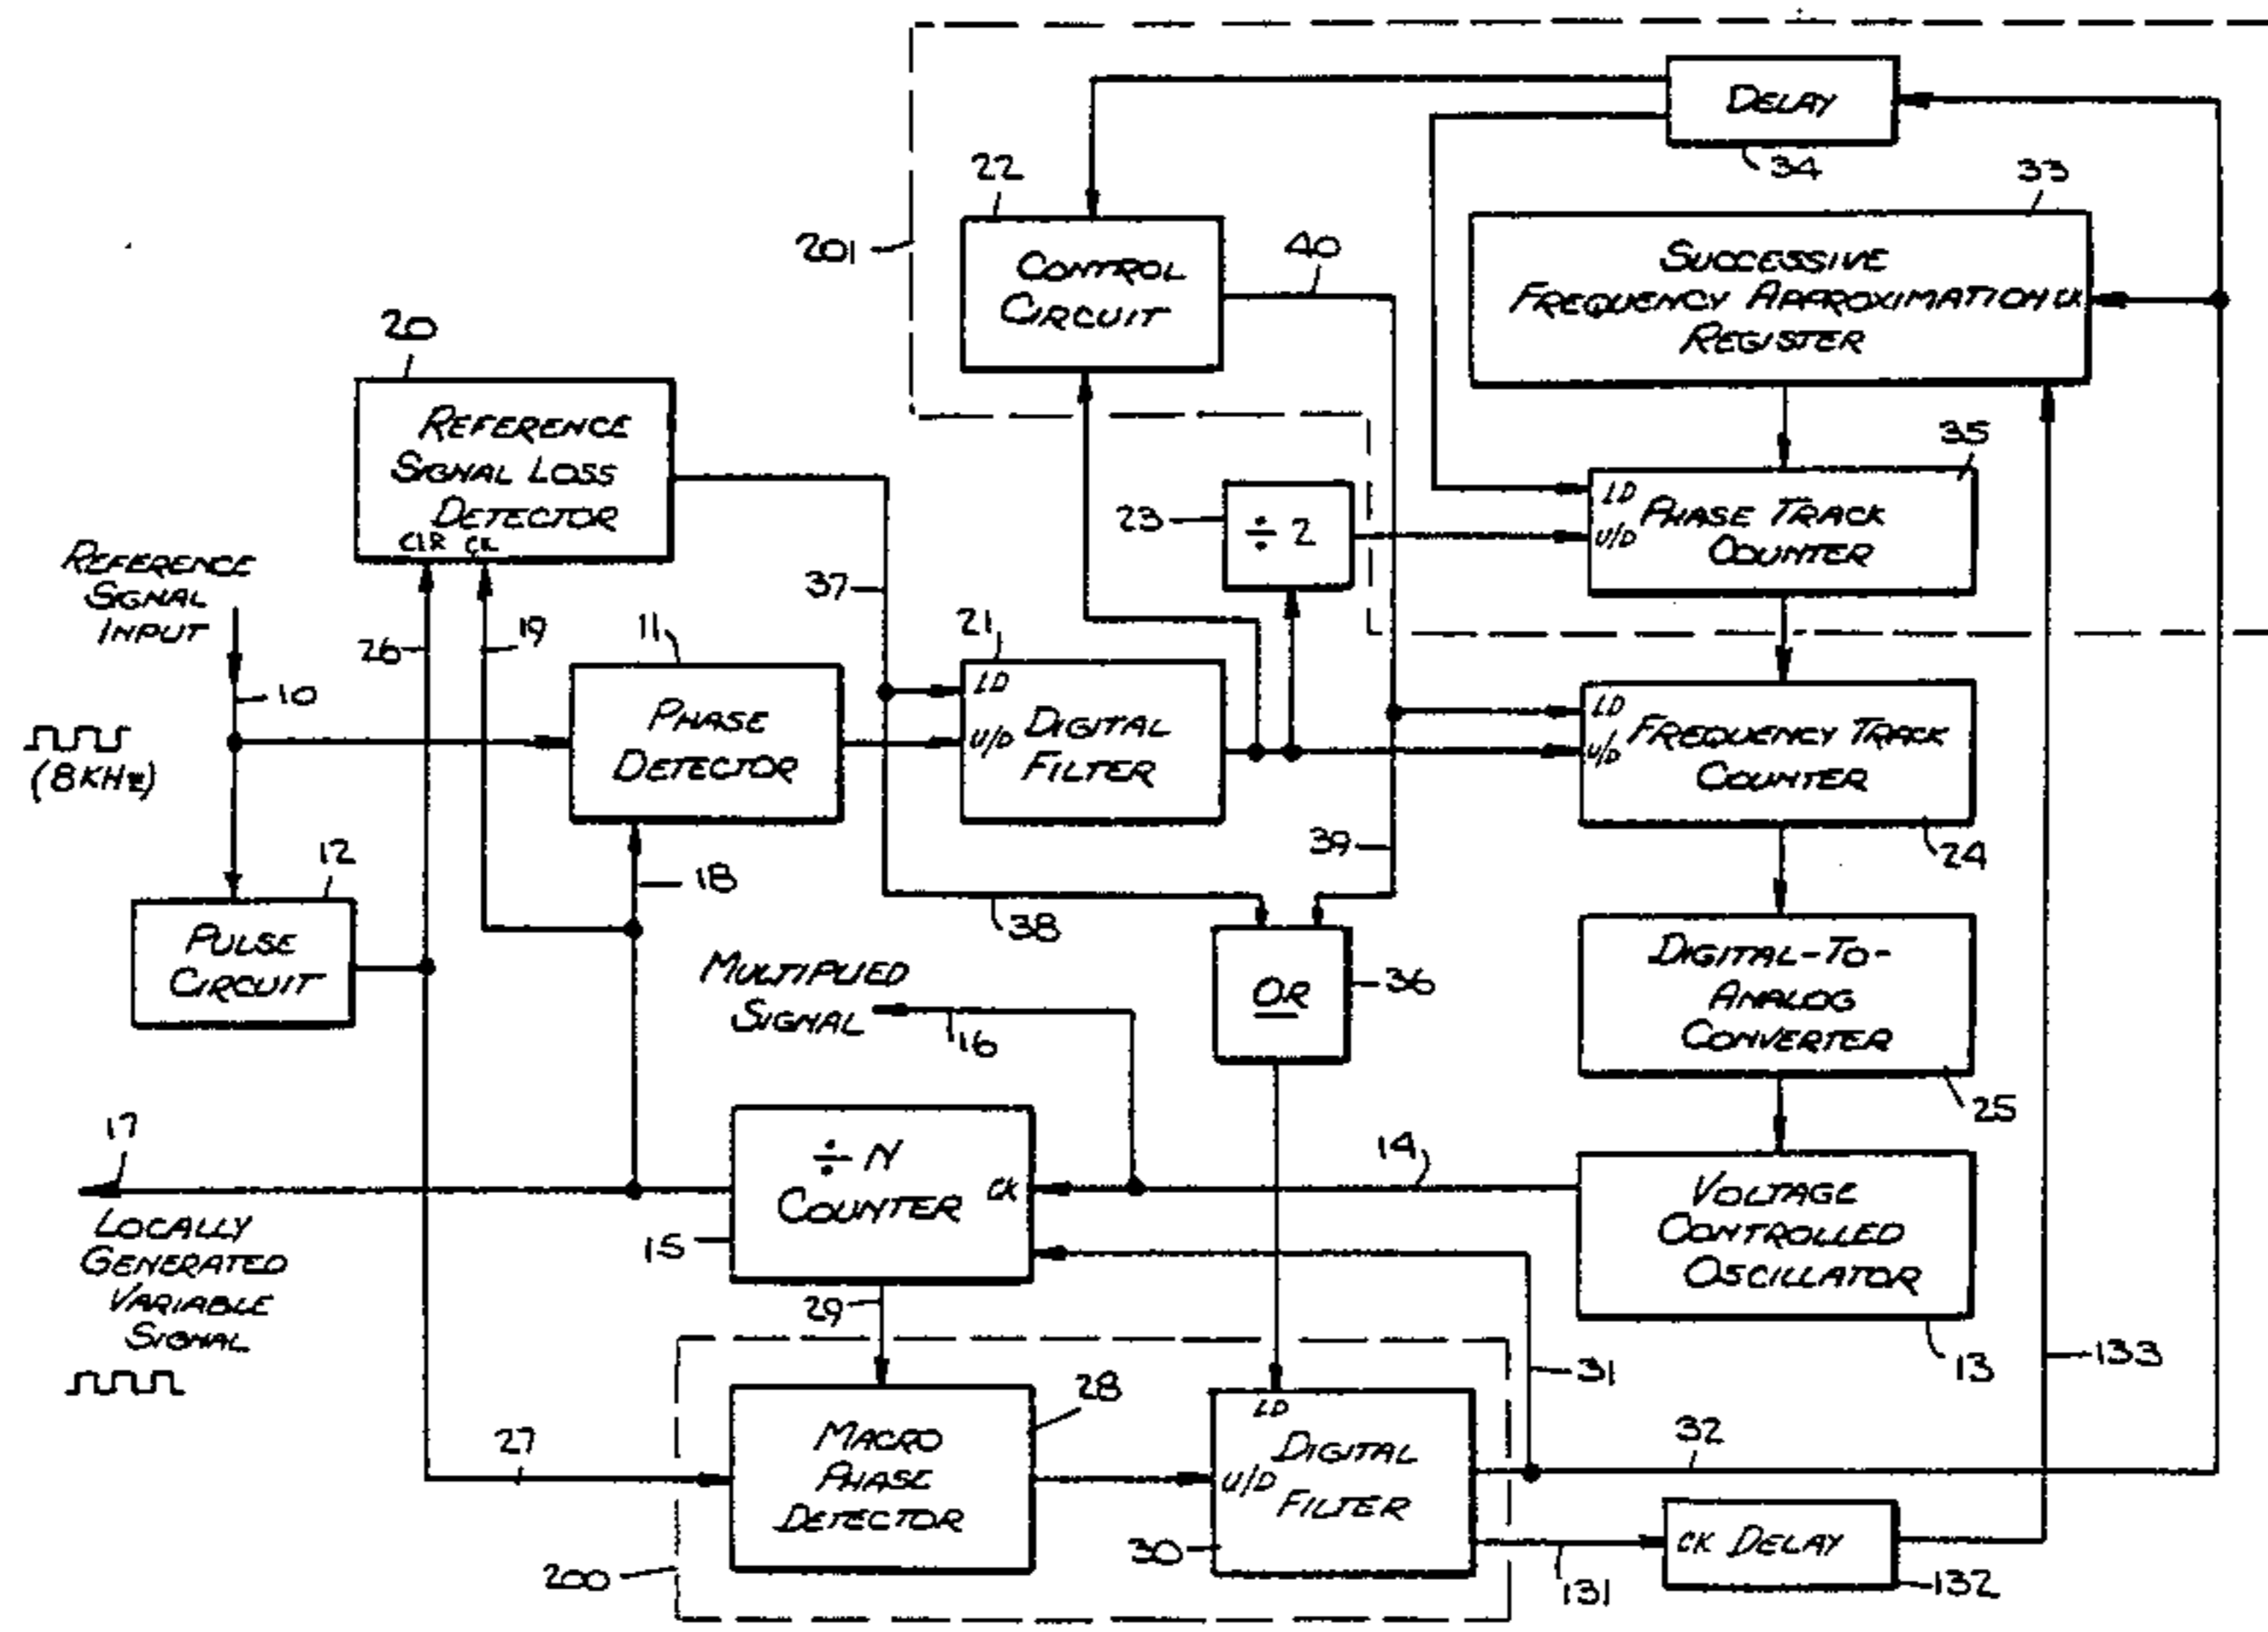 DELAY
34
22
33
201
CONTROL
CIRCUIT
40
SUCCESSIVE
FREQUENCY APPROXIMATION CK
REGISTER
20
REFERENCE
SIGNAL LOSS
DETECTOR
CLR CK
35
LD
U/D
PHASE TRACK
COUNTER
23
÷ 2
REFERENCE
SIGNAL
INPUT
26
19
11
37
21
10
PHASE
DETECTOR
LD
U/D
DIGITAL
FILTER
LD
U/D
FREQUENCY TRACK
COUNTER
(8KHz)
12
18
39
24
38
PULSE
CIRCUIT
MULTIPLIED
SIGNAL
16
OR
36
DIGITAL-TO-
ANALOG
CONVERTER
25
17
÷ N
COUNTER
CK
14
15
VOLTAGE
CONTROLLED
OSCILLATOR
LOCALLY
GENERATED
VARIABLE
SIGNAL
29
31
13
133
28
27
MACRO
PHASE
DETECTOR
LD
U/D
DIGITAL
FILTER
30
32
200
131
CK DELAY
132